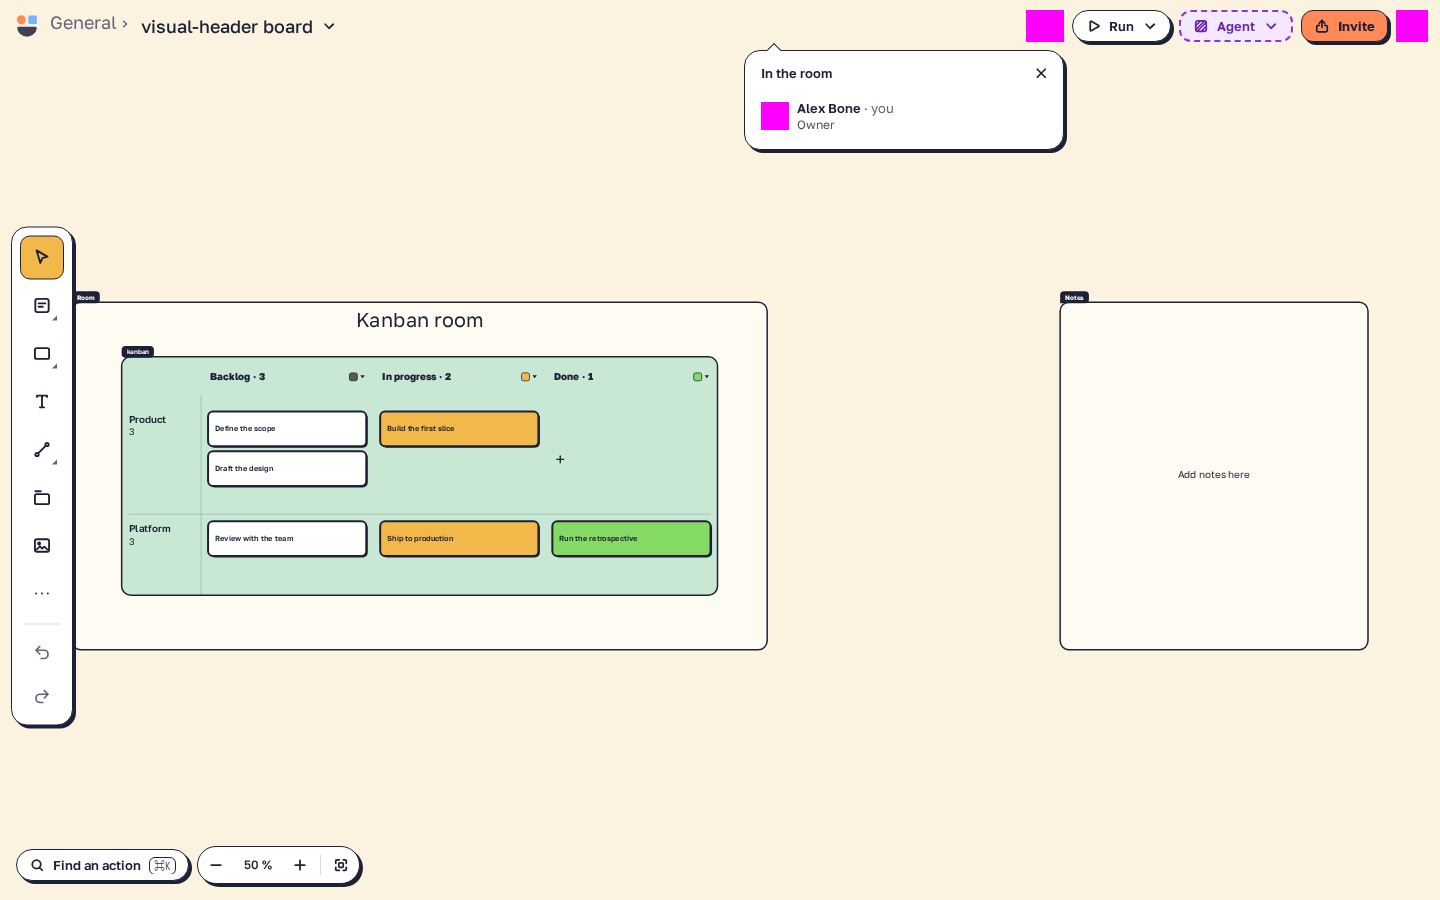 General ›
visual-header board
Run
Agent
Invite
In the room
Alex Bone · you
Owner
Room
Kanban room
kanban
Backlog · 3
In progress · 2
Done · 1
Product
3
Define the scope
Build the first slice
Draft the design
+
Platform
3
Review with the team
Ship to production
Run the retrospective
Notes
Add notes here
T
Find an action
⌘K
50 %